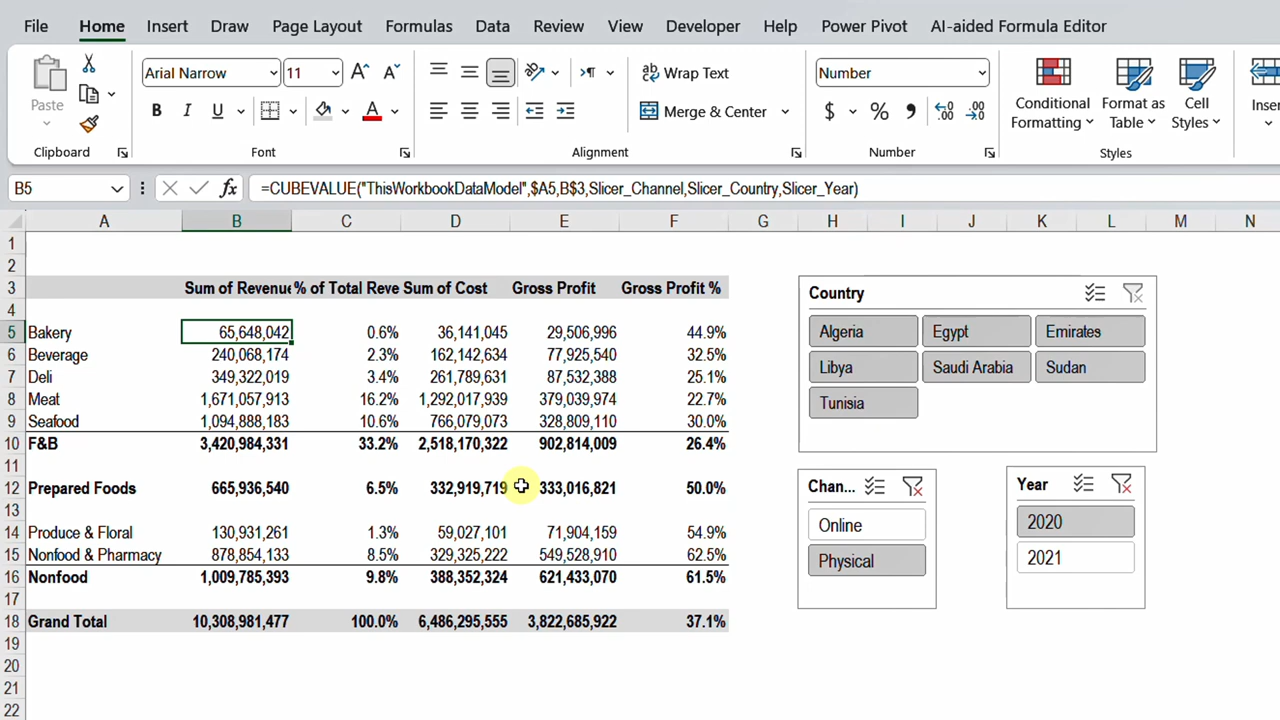 File Home Insert Draw Page Layout Formulas Data Review View Developer Help Power Pivot AI-aided Formula Editor
Paste
Arial Narrow 11 A A
B I U A
ab Wrap Text
Merge & Center
Number
$ % 9 .00 .00
Conditional Formatting
Format as Table
Cell Styles
Inser
Clipboard Font Alignment Number Styles
B5 fx =CUBEVALUE("ThisWorkbookDataModel",$A5,B$3,Slicer_Channel,Slicer_Country,Slicer_Year)
A B C D E F G H I J K L M N
1
2
3 Sum of Revenue % of Total Reve Sum of Cost Gross Profit Gross Profit %
4
5 Bakery 65,648,042 0.6% 36,141,045 29,506,996 44.9%
6 Beverage 240,068,174 2.3% 162,142,634 77,925,540 32.5%
7 Deli 349,322,019 3.4% 261,789,631 87,532,388 25.1%
8 Meat 1,671,057,913 16.2% 1,292,017,939 379,039,974 22.7%
9 Seafood 1,094,888,183 10.6% 766,079,073 328,809,110 30.0%
10 F&B 3,420,984,331 33.2% 2,518,170,322 902,814,009 26.4%
11
12 Prepared Foods 665,936,540 6.5% 332,919,719 333,016,821 50.0%
13
14 Produce & Floral 130,931,261 1.3% 59,027,101 71,904,159 54.9%
15 Nonfood & Pharmacy 878,854,133 8.5% 329,325,222 549,528,910 62.5%
16 Nonfood 1,009,785,393 9.8% 388,352,324 621,433,070 61.5%
17
18 Grand Total 10,308,981,477 100.0% 6,486,295,555 3,822,685,922 37.1%
19
20
21
22
Country
Algeria Egypt Emirates
Libya Saudi Arabia Sudan
Tunisia
Chan...
Online
Physical
Year
2020
2021